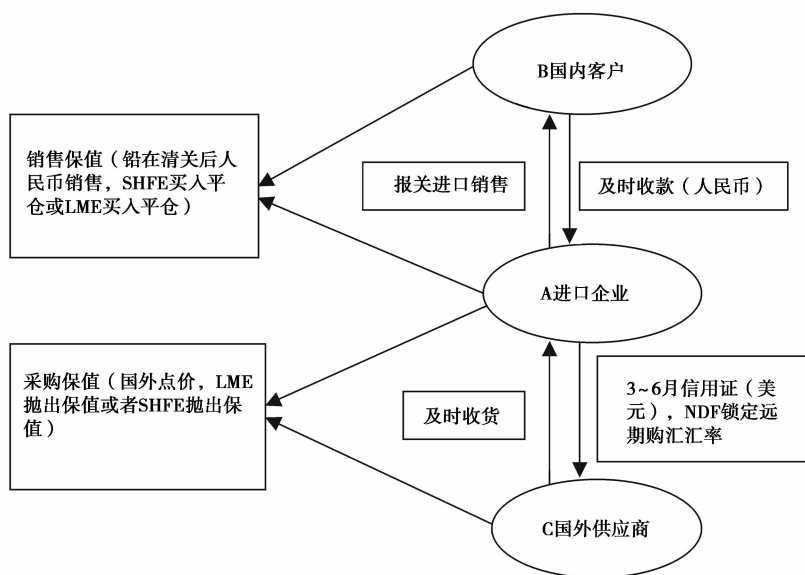 B国内客户
销售保值（铅在清关后人
民币销售，SHFE买入平
仓或LME买入平仓）
报关进口销售
及时收款（人民币）
A进口企业
采购保值（国外点价，LME
抛出保值或者SHFE抛出保
值）
及时收货
3~6月信用证（美
元），NDF锁定远
期购汇汇率
C国外供应商